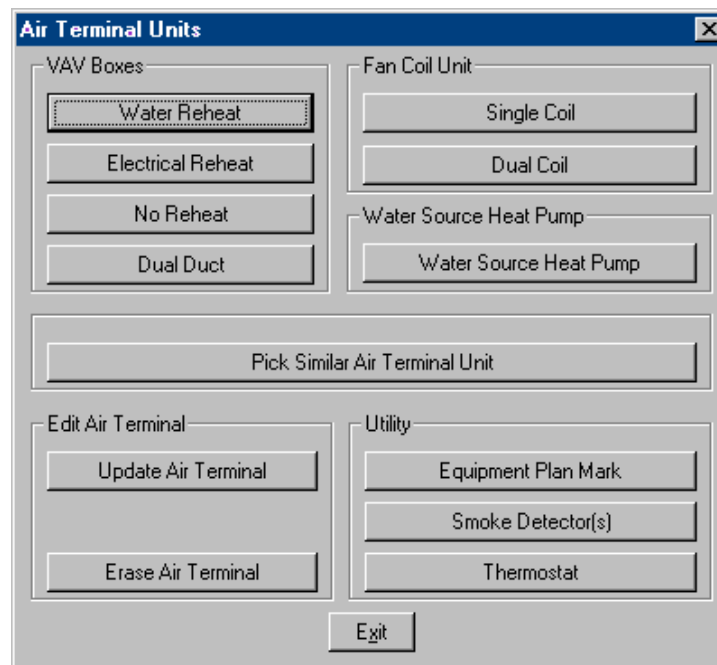 Air Terminal Units
VAV Boxes
Water Reheat
Electrical Reheat
No Reheat
Dual Duct
Fan Coil Unit
Single Coil
Dual Coil
Water Source Heat Pump
Water Source Heat Pump
Pick Similar Air Terminal Unit
Edit Air Terminal
Update Air Terminal
Erase Air Terminal
Utility
Equipment Plan Mark
Smoke Detector(s)
Thermostat
Exit